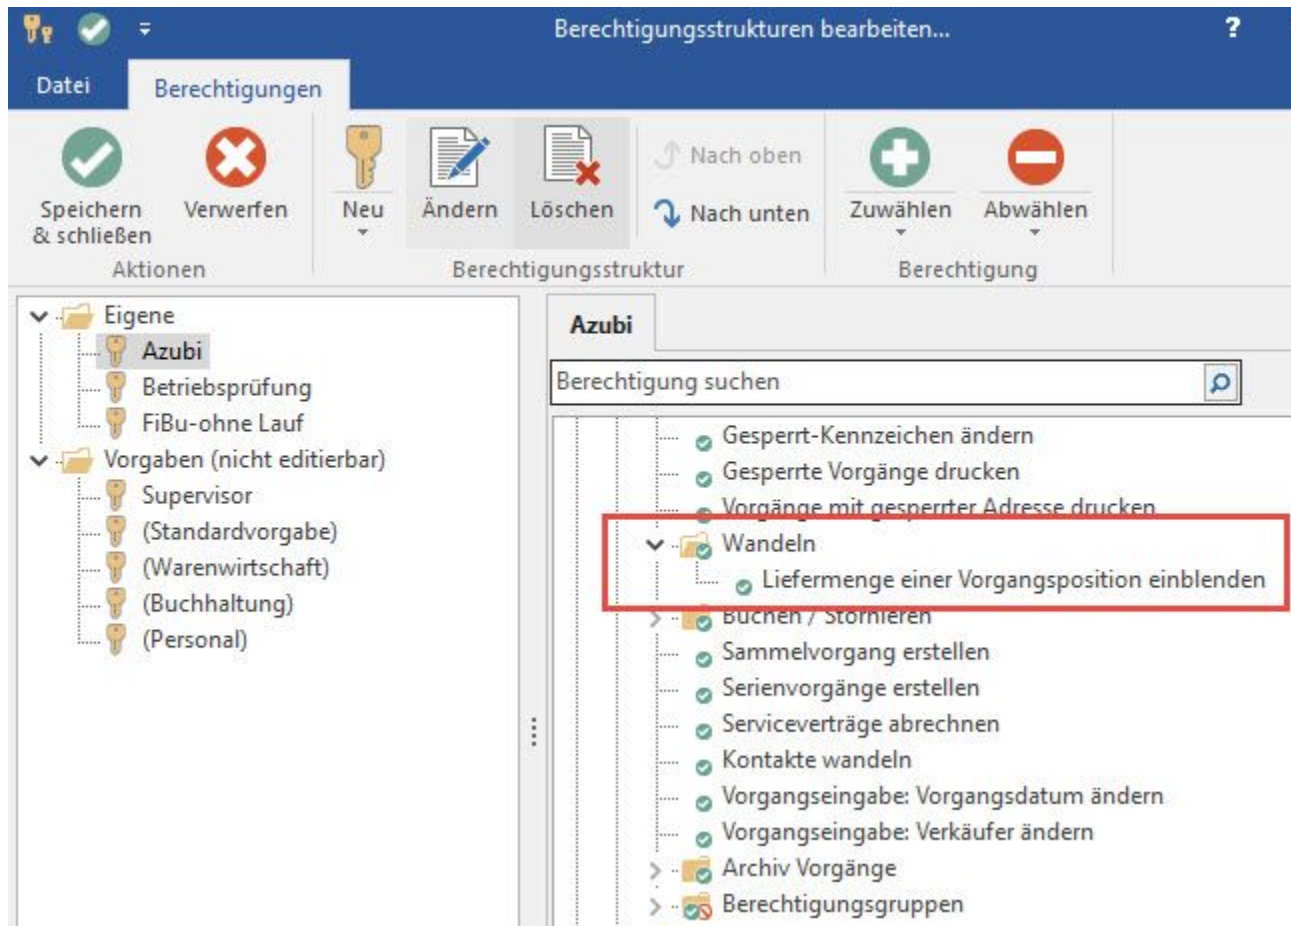 Berechtigungsstrukturen bearbeiten...
?
Datei
Berechtigungen
Speichern
& schließen
Verwerfen
Neu
Ändern
Löschen
Nach oben
Nach unten
Zuwählen
Abwählen
Aktionen
Berechtigungsstruktur
Berechtigung
Eigene
Azubi
Betriebsprüfung
FiBu-ohne Lauf
Vorgaben (nicht editierbar)
Supervisor
(Standardvorgabe)
(Warenwirtschaft)
(Buchhaltung)
(Personal)
Azubi
Berechtigung suchen
Gesperrt-Kennzeichen ändern
Gesperrte Vorgänge drucken
Vorgänge mit gesperrter Adresse drucken
Wandeln
Liefermenge einer Vorgangsposition einblenden
Buchen / Stornieren
Sammelvorgang erstellen
Serienvorgänge erstellen
Serviceverträge abrechnen
Kontakte wandeln
Vorgangseingabe: Vorgangsdatum ändern
Vorgangseingabe: Verkäufer ändern
Archiv Vorgänge
Berechtigungsgruppen